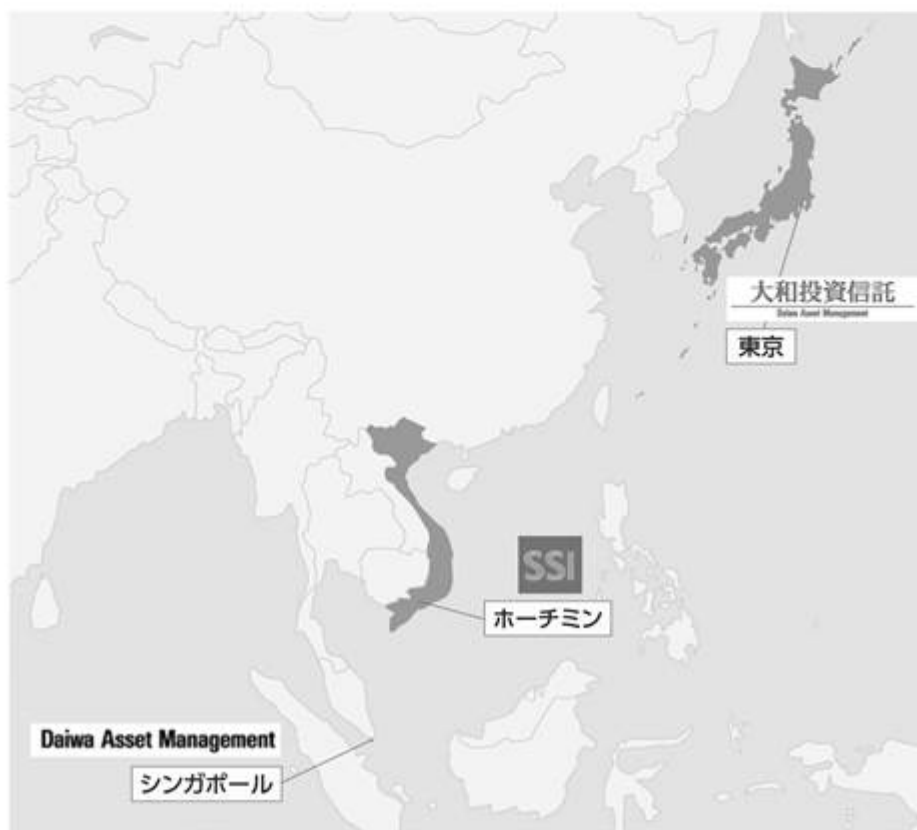 大和投資信託
Daiwa Asset Management
東京
SSI
ホーチミン
Daiwa Asset Management
シンガポール